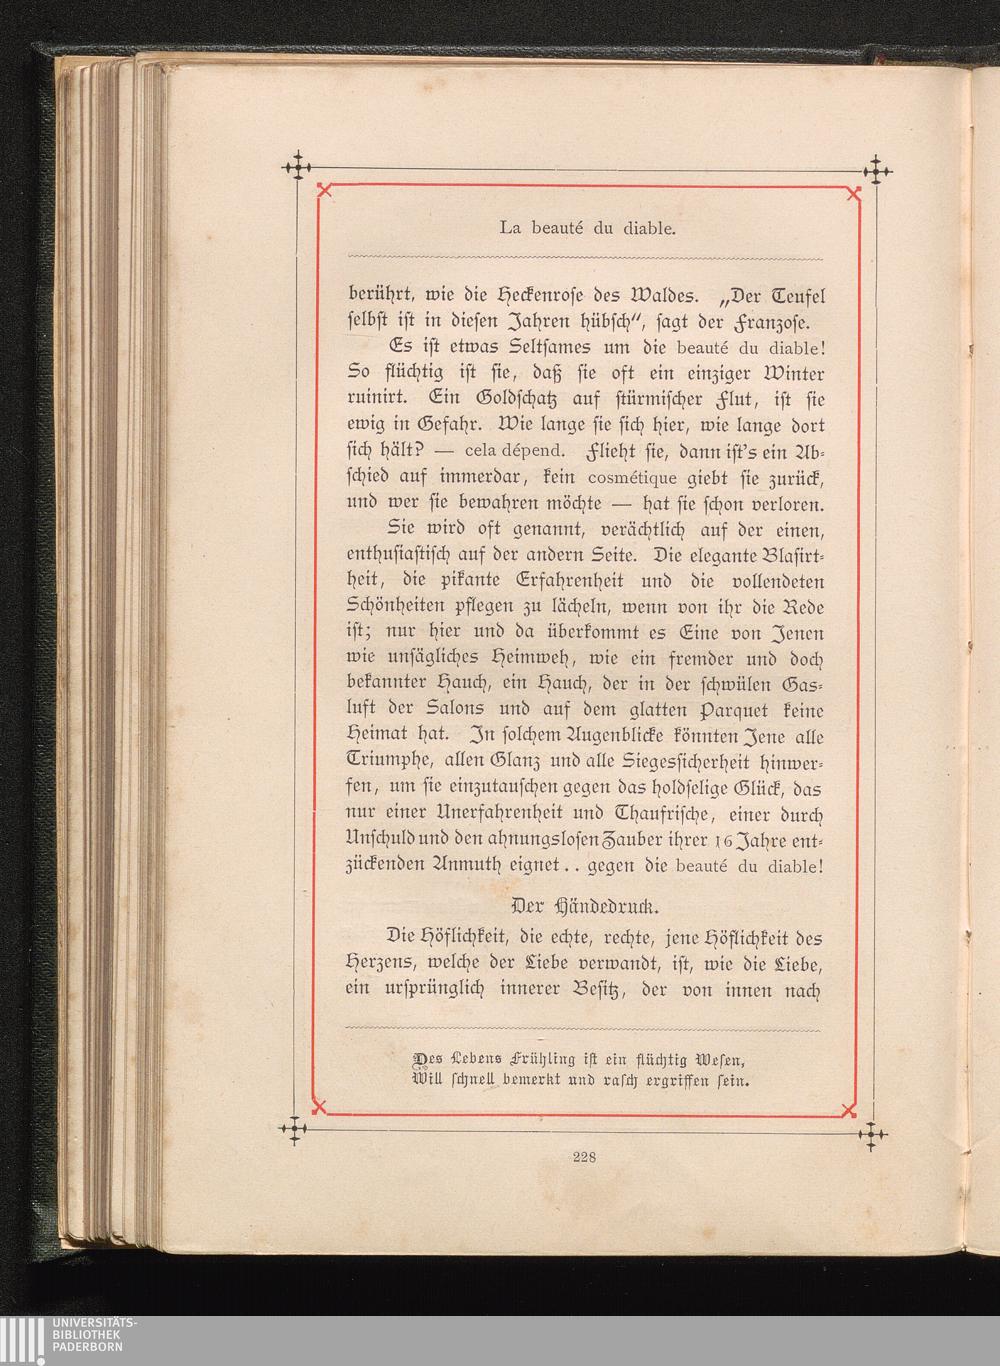 La beauté du diable.
berührt, wie die Heckenrose des Waldes. „Der Teufel
selbst ist in diesen Jahren hübsch“, sagt der Franzose.
Es ist etwas Seltsames um die beauté du diable!
So flüchtig ist sie, daß sie oft ein einziger Winter
ruinirt. Ein Goldschatz auf stürmischer Flut, ist sie
ewig in Gefahr. Wie lange sie sich hier, wie lange dort
sich hält? — cela dépend. Flieht sie, dann ist's ein Ab-
schied auf immerdar, kein cosmétique giebt sie zurück,
und wer sie bewahren möchte — hat sie schon verloren.
Sie wird oft genannt, verächtlich auf der einen,
enthusiastisch auf der andern Seite. Die elegante Blasirt-
heit, die pikante Erfahrenheit und die vollendeten
Schönheiten pflegen zu lächeln, wenn von ihr die Rede
ist; nur hier und da überkommt es Eine von Jenen
wie unsägliches Heimweh, wie ein fremder und doch
bekannter Hauch, ein Hauch, der in der schwülen Gas-
luft der Salons und auf dem glatten Parquet keine
Heimat hat. In solchem Augenblicke könnten Jene alle
Triumphe, allen Glanz und alle Siegessicherheit hinwer-
fen, um sie einzutauschen gegen das holdselige Glück, das
nur einer Unerfahrenheit und Thaufrische, einer durch
Unschuld und den ahnungslosen Zauber ihrer 16 Jahre ent-
zückenden Anmuth eignet.. gegen die beauté du diable!
Der Händedruck.
Die Höflichkeit, die echte, rechte, jene Höflichkeit des
Herzens, welche der Liebe verwandt, ist, wie die Liebe,
ein ursprünglich innerer Besitz, der von innen nach
Des Lebens Frühling ist ein flüchtig Wesen,
Will schnell bemerkt und rasch ergriffen sein.
228
UNIVERSITÄTS-
BIBLIOTHEK
PADERBORN